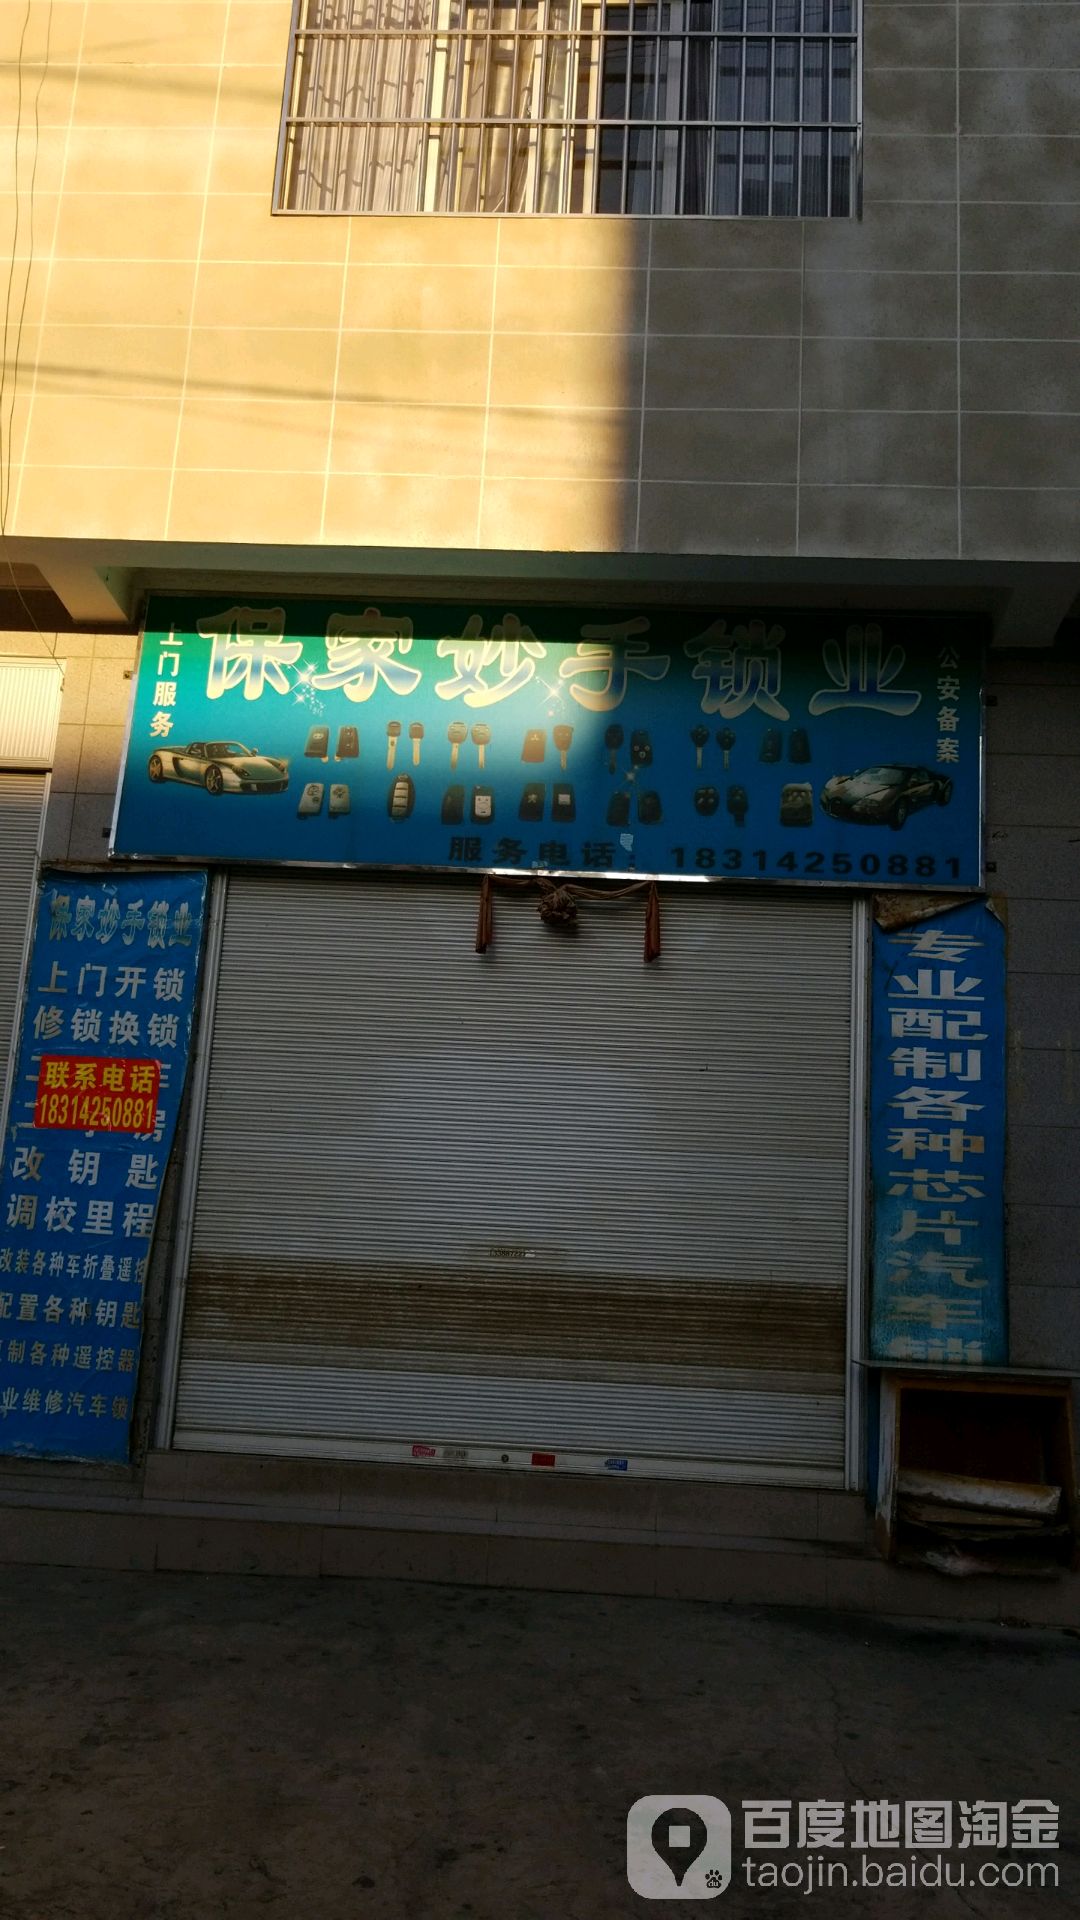 上门服务
保家妙手锁业
公安备案
服务电话：18314250881
保家妙手锁业
上门开锁
修锁换锁
联系电话
18314250881
改钥匙
调校里程
改装各种车折叠遥控
配置各种钥匙
制各种遥控器
业维修汽车锁
专业配制各种芯片汽车锁
百度地图淘金
taojin.baidu.com